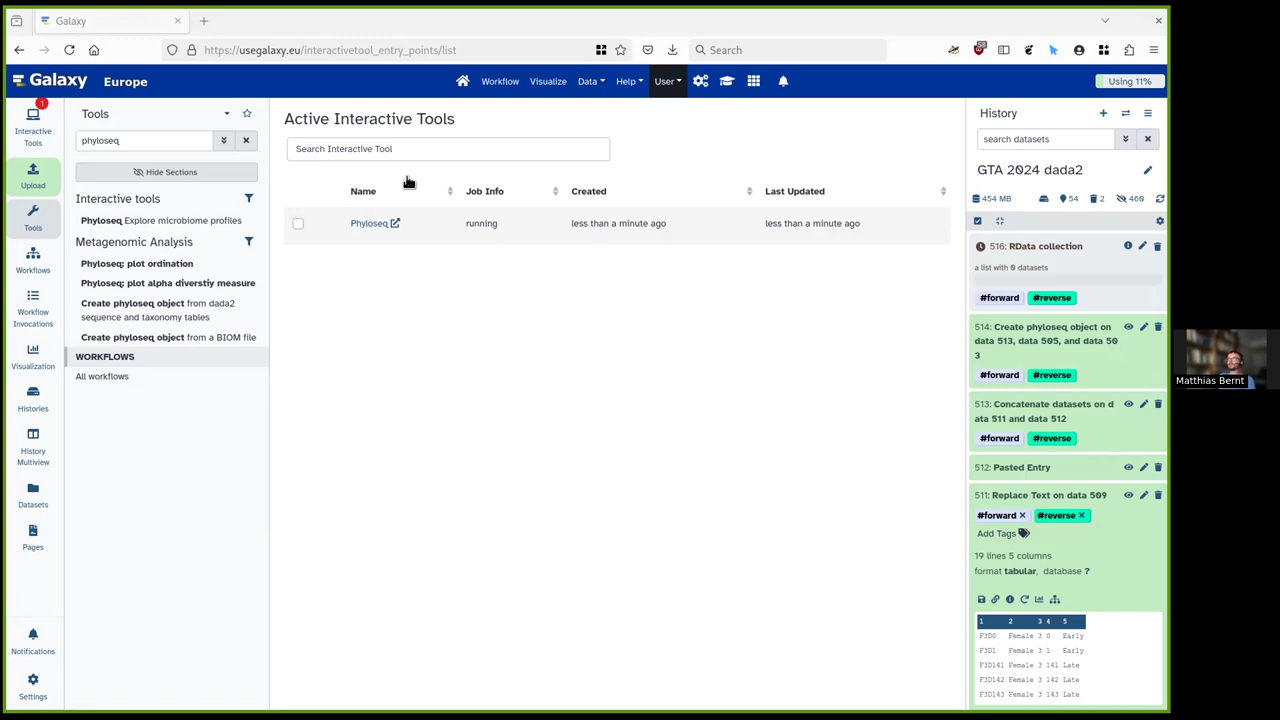 Galaxy
https://usegalaxy.eu/interactivetool_entry_points/list
Search
Galaxy Europe
Workflow Visualize Data Help User
Using 11%
1
Interactive
Tools
Upload
Tools
Workflows
Workflow
Invocations
Visualization
Histories
History
Multiview
Datasets
Pages
Notifications
Settings
Tools
phyloseq
Hide Sections
Interactive tools
Phyloseq Explore microbiome profiles
Metagenomic Analysis
Phyloseq: plot ordination
Phyloseq: plot alpha diverstiy measure
Create phyloseq object from dada2
sequence and taxonomy tables
Create phyloseq object from a BIOM file
WORKFLOWS
All workflows
Active Interactive Tools
Search Interactive Tool
Name Job Info Created Last Updated
Phyloseq running less than a minute ago less than a minute ago
History
search datasets
GTA 2024 dada2
454 MB 54 2 460
516: RData collection
a list with 0 datasets
#forward #reverse
514: Create phyloseq object on
data 513, data 505, and data 50
3
#forward #reverse
513: Concatenate datasets on d
ata 511 and data 512
#forward #reverse
512: Pasted Entry
511: Replace Text on data 509
#forward #reverse
Add Tags
19 lines 5 columns
format tabular, database ?
1 2 3 4 5
F3D0 Female 3 0 Early
F3D1 Female 3 1 Early
F3D141 Female 3 141 Late
F3D142 Female 3 142 Late
F3D143 Female 3 143 Late
Matthias Bernt